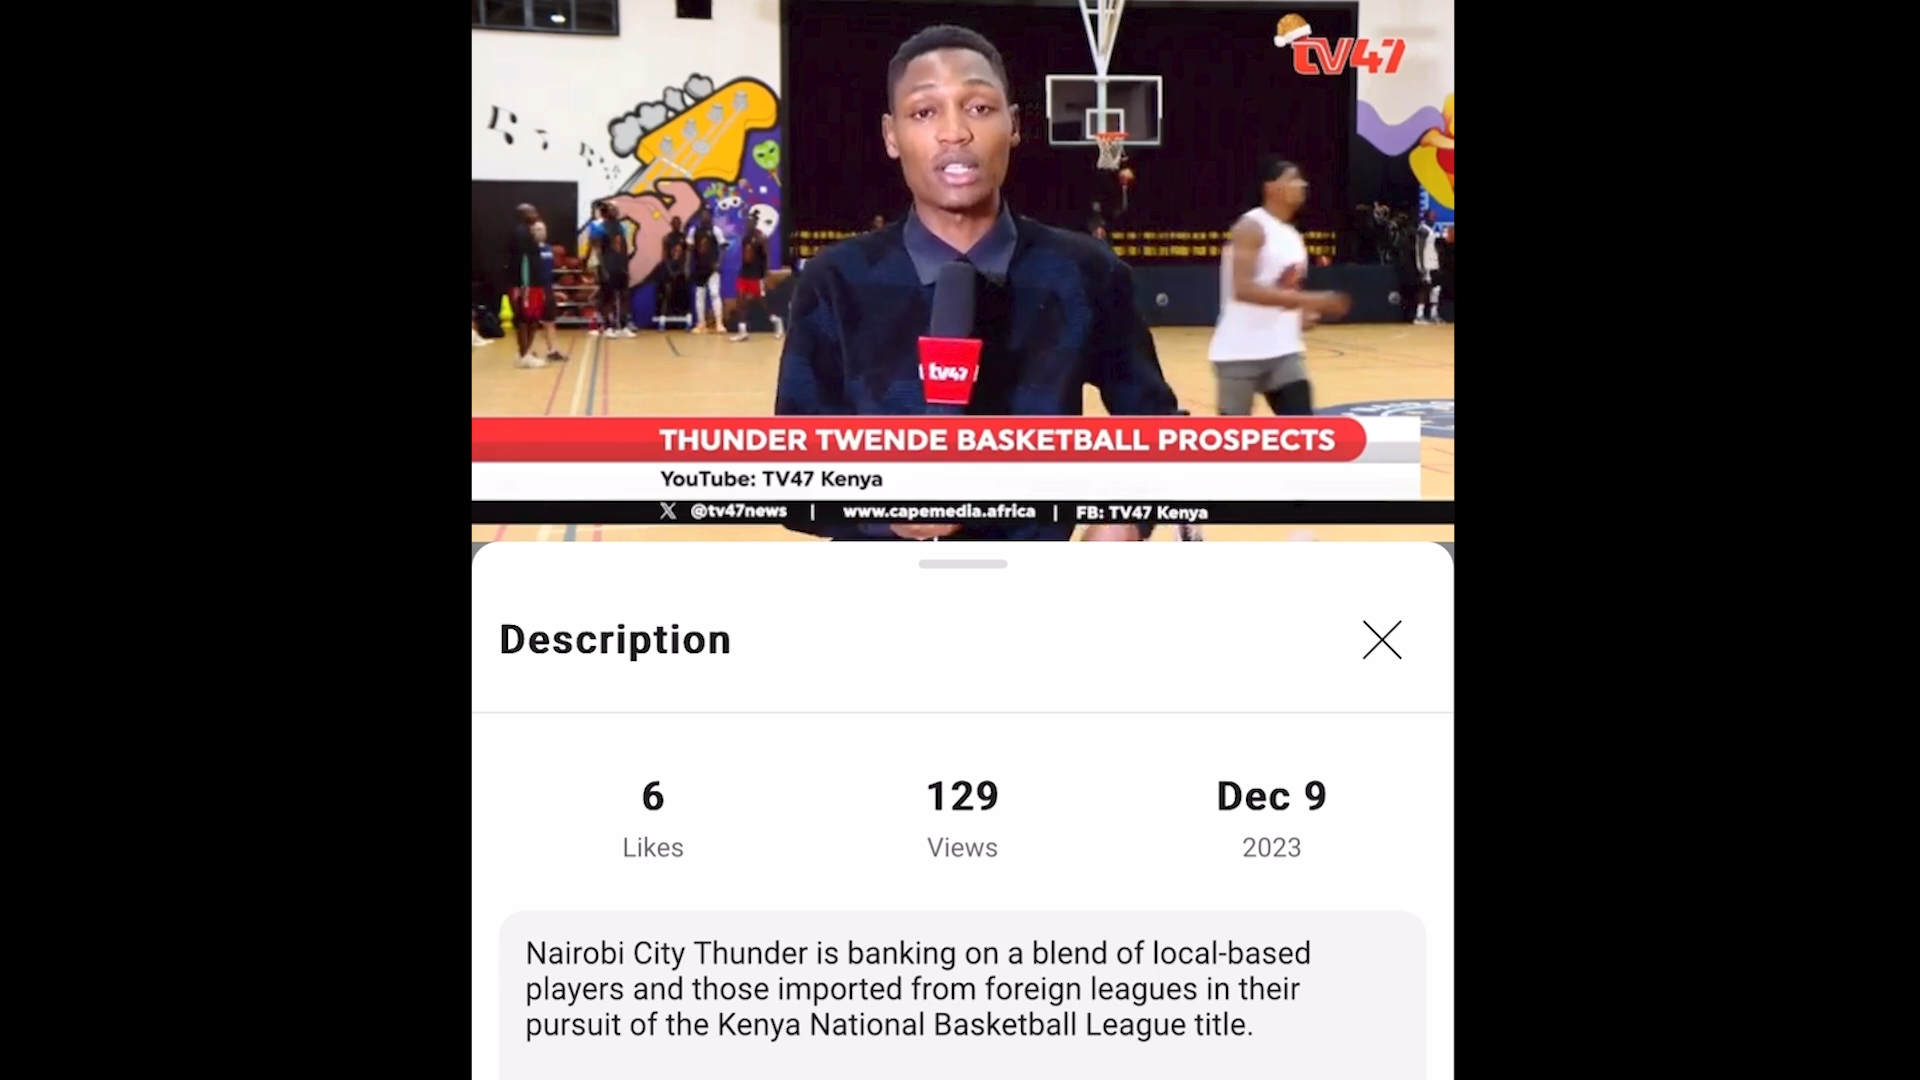 tv47
tv47
THUNDER TWENDE BASKETBALL PROSPECTS
YouTube: TV47 Kenya
X @tv47news | www.capemedia.africa | FB: TV47 Kenya
Description
6
Likes
129
Views
Dec 9
2023
Nairobi City Thunder is banking on a blend of local-based
players and those imported from foreign leagues in their
pursuit of the Kenya National Basketball League title.